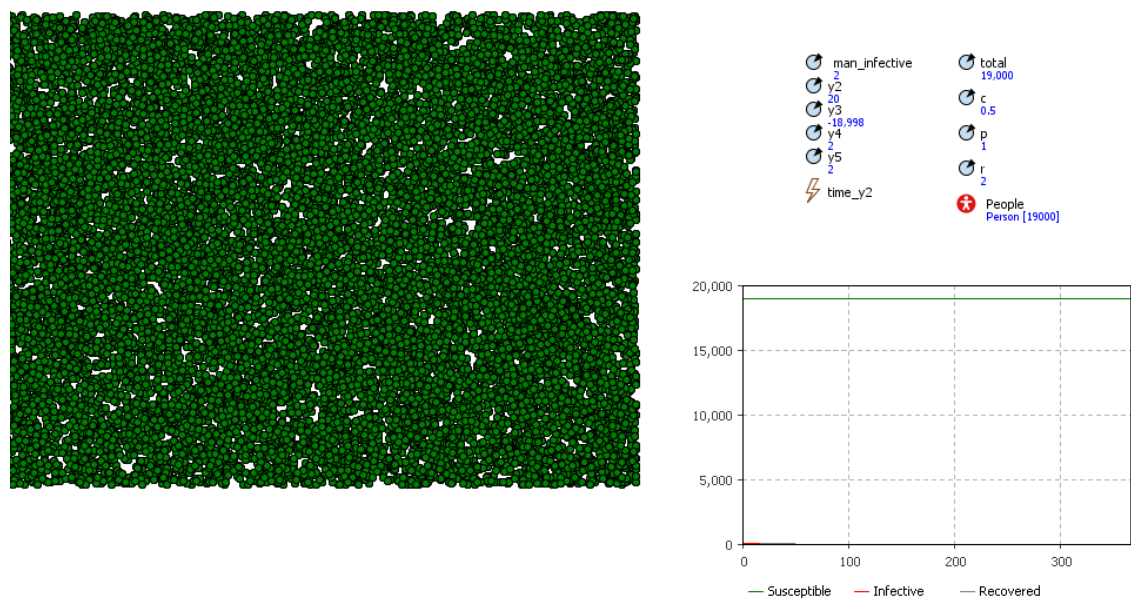 man_infective
2
y2
20
y3
-18,998
y4
2
y5
2
time_y2
total
19,000
c
0.5
p
1
r
2
People
Person [19000]
20,000
15,000
10,000
5,000
0
0 100 200 300
Susceptible Infective Recovered